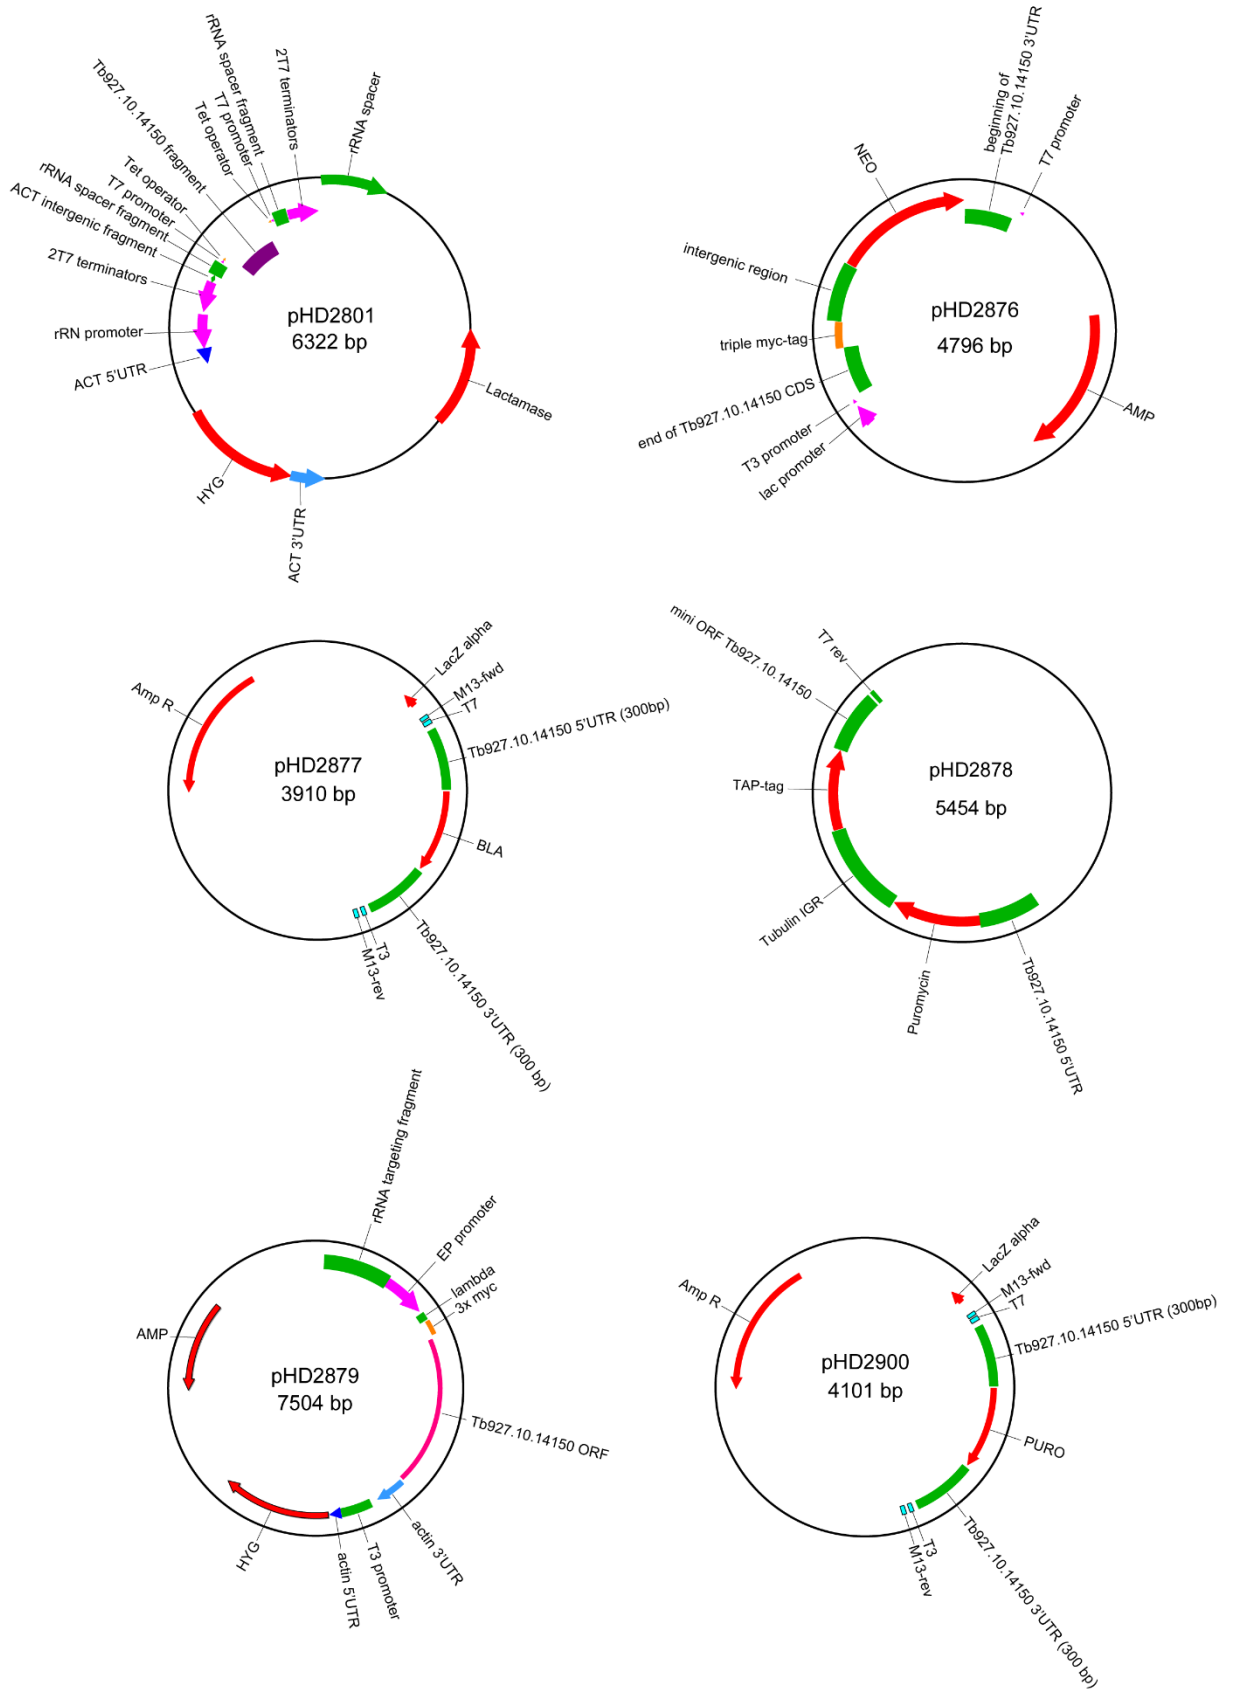 rRNA spacer
2T7 terminators
rRNA spacer fragment
T7 promoter
Tet operator
Tb927.10.14150 fragment
Tet operator
T7 promoter
rRNA spacer fragment
ACT intergenic fragment
2T7 terminators
rRN promoter
ACT 5'UTR
HYG
ACT 3'UTR
Lactamase
pHD2801
6322 bp
beginning of
Tb927.10.14150 3'UTR
T7 promoter
NEO
intergenic region
triple myc-tag
end of Tb927.10.14150 CDS
T3 promoter
lac promoter
AMP
pHD2876
4796 bp
LacZ alpha
M13-fwd
T7
Tb927.10.14150 5'UTR (300bp)
Amp R
BLA
Tb927.10.14150 3'UTR (300 bp)
T3
M13-rev
pHD2877
3910 bp
T7 rev
mini ORF Tb927.10.14150
TAP-tag
Tubulin IGR
Puromycin
Tb927.10.14150 5'UTR
pHD2878
5454 bp
rRNA targeting fragment
EP promoter
lambda
3x myc
AMP
Tb927.10.14150 ORF
actin 3'UTR
T3 promoter
actin 5'UTR
HYG
pHD2879
7504 bp
LacZ alpha
M13-fwd
T7
Tb927.10.14150 5'UTR (300bp)
Amp R
PURO
Tb927.10.14150 3'UTR (300 bp)
T3
M13-rev
pHD2900
4101 bp